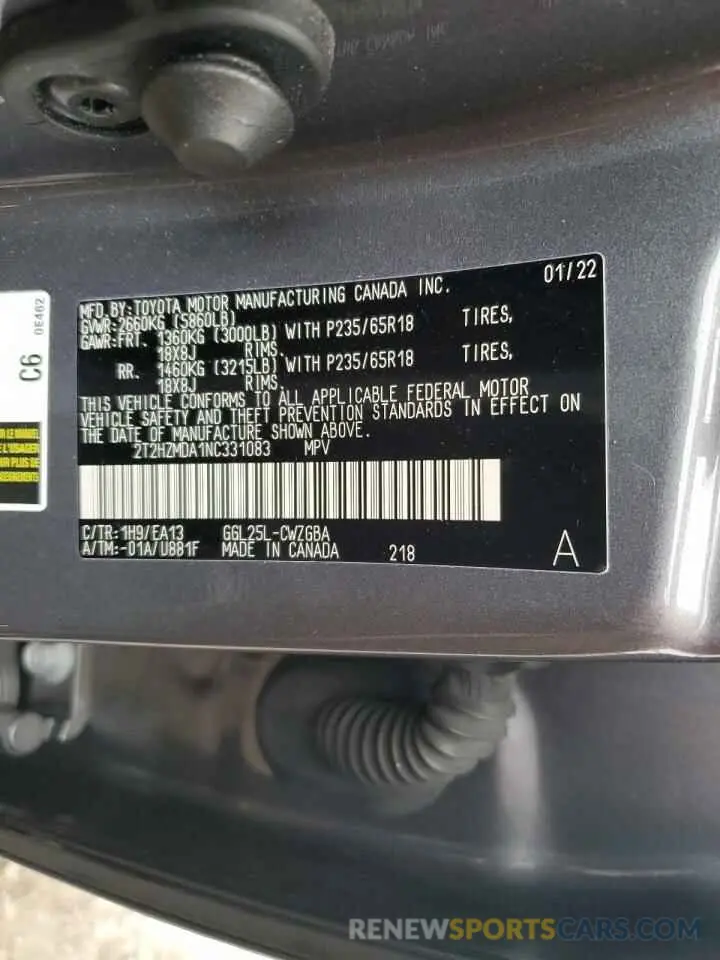 01/22
MFD.BY:TOYOTA MOTOR MANUFACTURING CANADA INC.
GVWR:2660KG (5860LB)
GAWR:FRT. 1360KG (3000LB) WITH P235/65R18 TIRES,
18X8J RIMS.
RR. 1460KG (3215LB) WITH P235/65R18 TIRES,
18X8J RIMS.
THIS VEHICLE CONFORMS TO ALL APPLICABLE FEDERAL MOTOR
VEHICLE SAFETY AND THEFT PREVENTION STANDARDS IN EFFECT ON
THE DATE OF MANUFACTURE SHOWN ABOVE.
2T2HZMDA1NC331083 MPV
C/TR:1H9/EA13 GGL25L-CWZGBA
A/TM:-01A/U881F MADE IN CANADA 218 A
C6
0E462
RENEWSPORTSCARS.COM